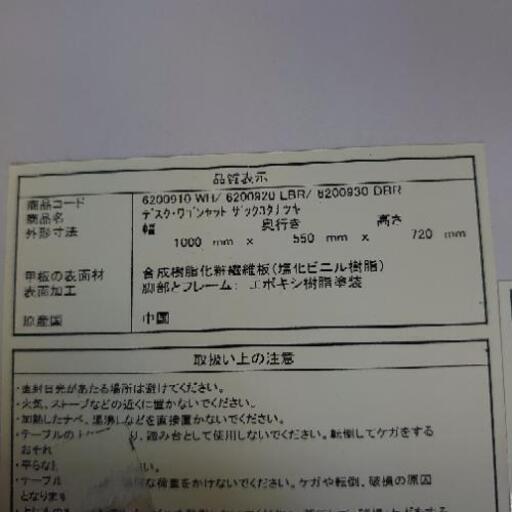 品質表示
商品コード 6200910 WH/ 6200920 LBR/ 6200930 DBR
商品名 デスク・ワゴンセット
外形寸法 幅 奥行き 高さ
1000 mm x 550 mm x 720 mm
甲板の表面材 合成樹脂化粧繊維板(塩化ビニル樹脂)
表面加工 脚部とフレーム: エポキシ樹脂塗装
原産国 中国
取扱い上の注意
・直射日光があたる場所は避けてください。
・火気、ストーブなどの近くに置かないでください。
・加熱したナベ、湯沸しなどを直接置かないでください。
・テーブルの り、踏み台として使用しないでください。転倒してケガをする
おそれ
・平らな い。
・テーブル な荷重をかけないでください。ケガや転倒、破損の原因
となります